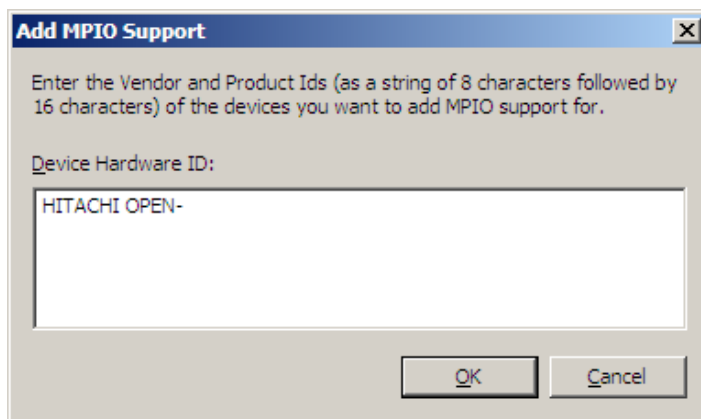 Add MPIO Support
Enter the Vendor and Product Ids (as a string of 8 characters followed by
16 characters) of the devices you want to add MPIO support for.
Device Hardware ID:
HITACHI OPEN-
OK
Cancel